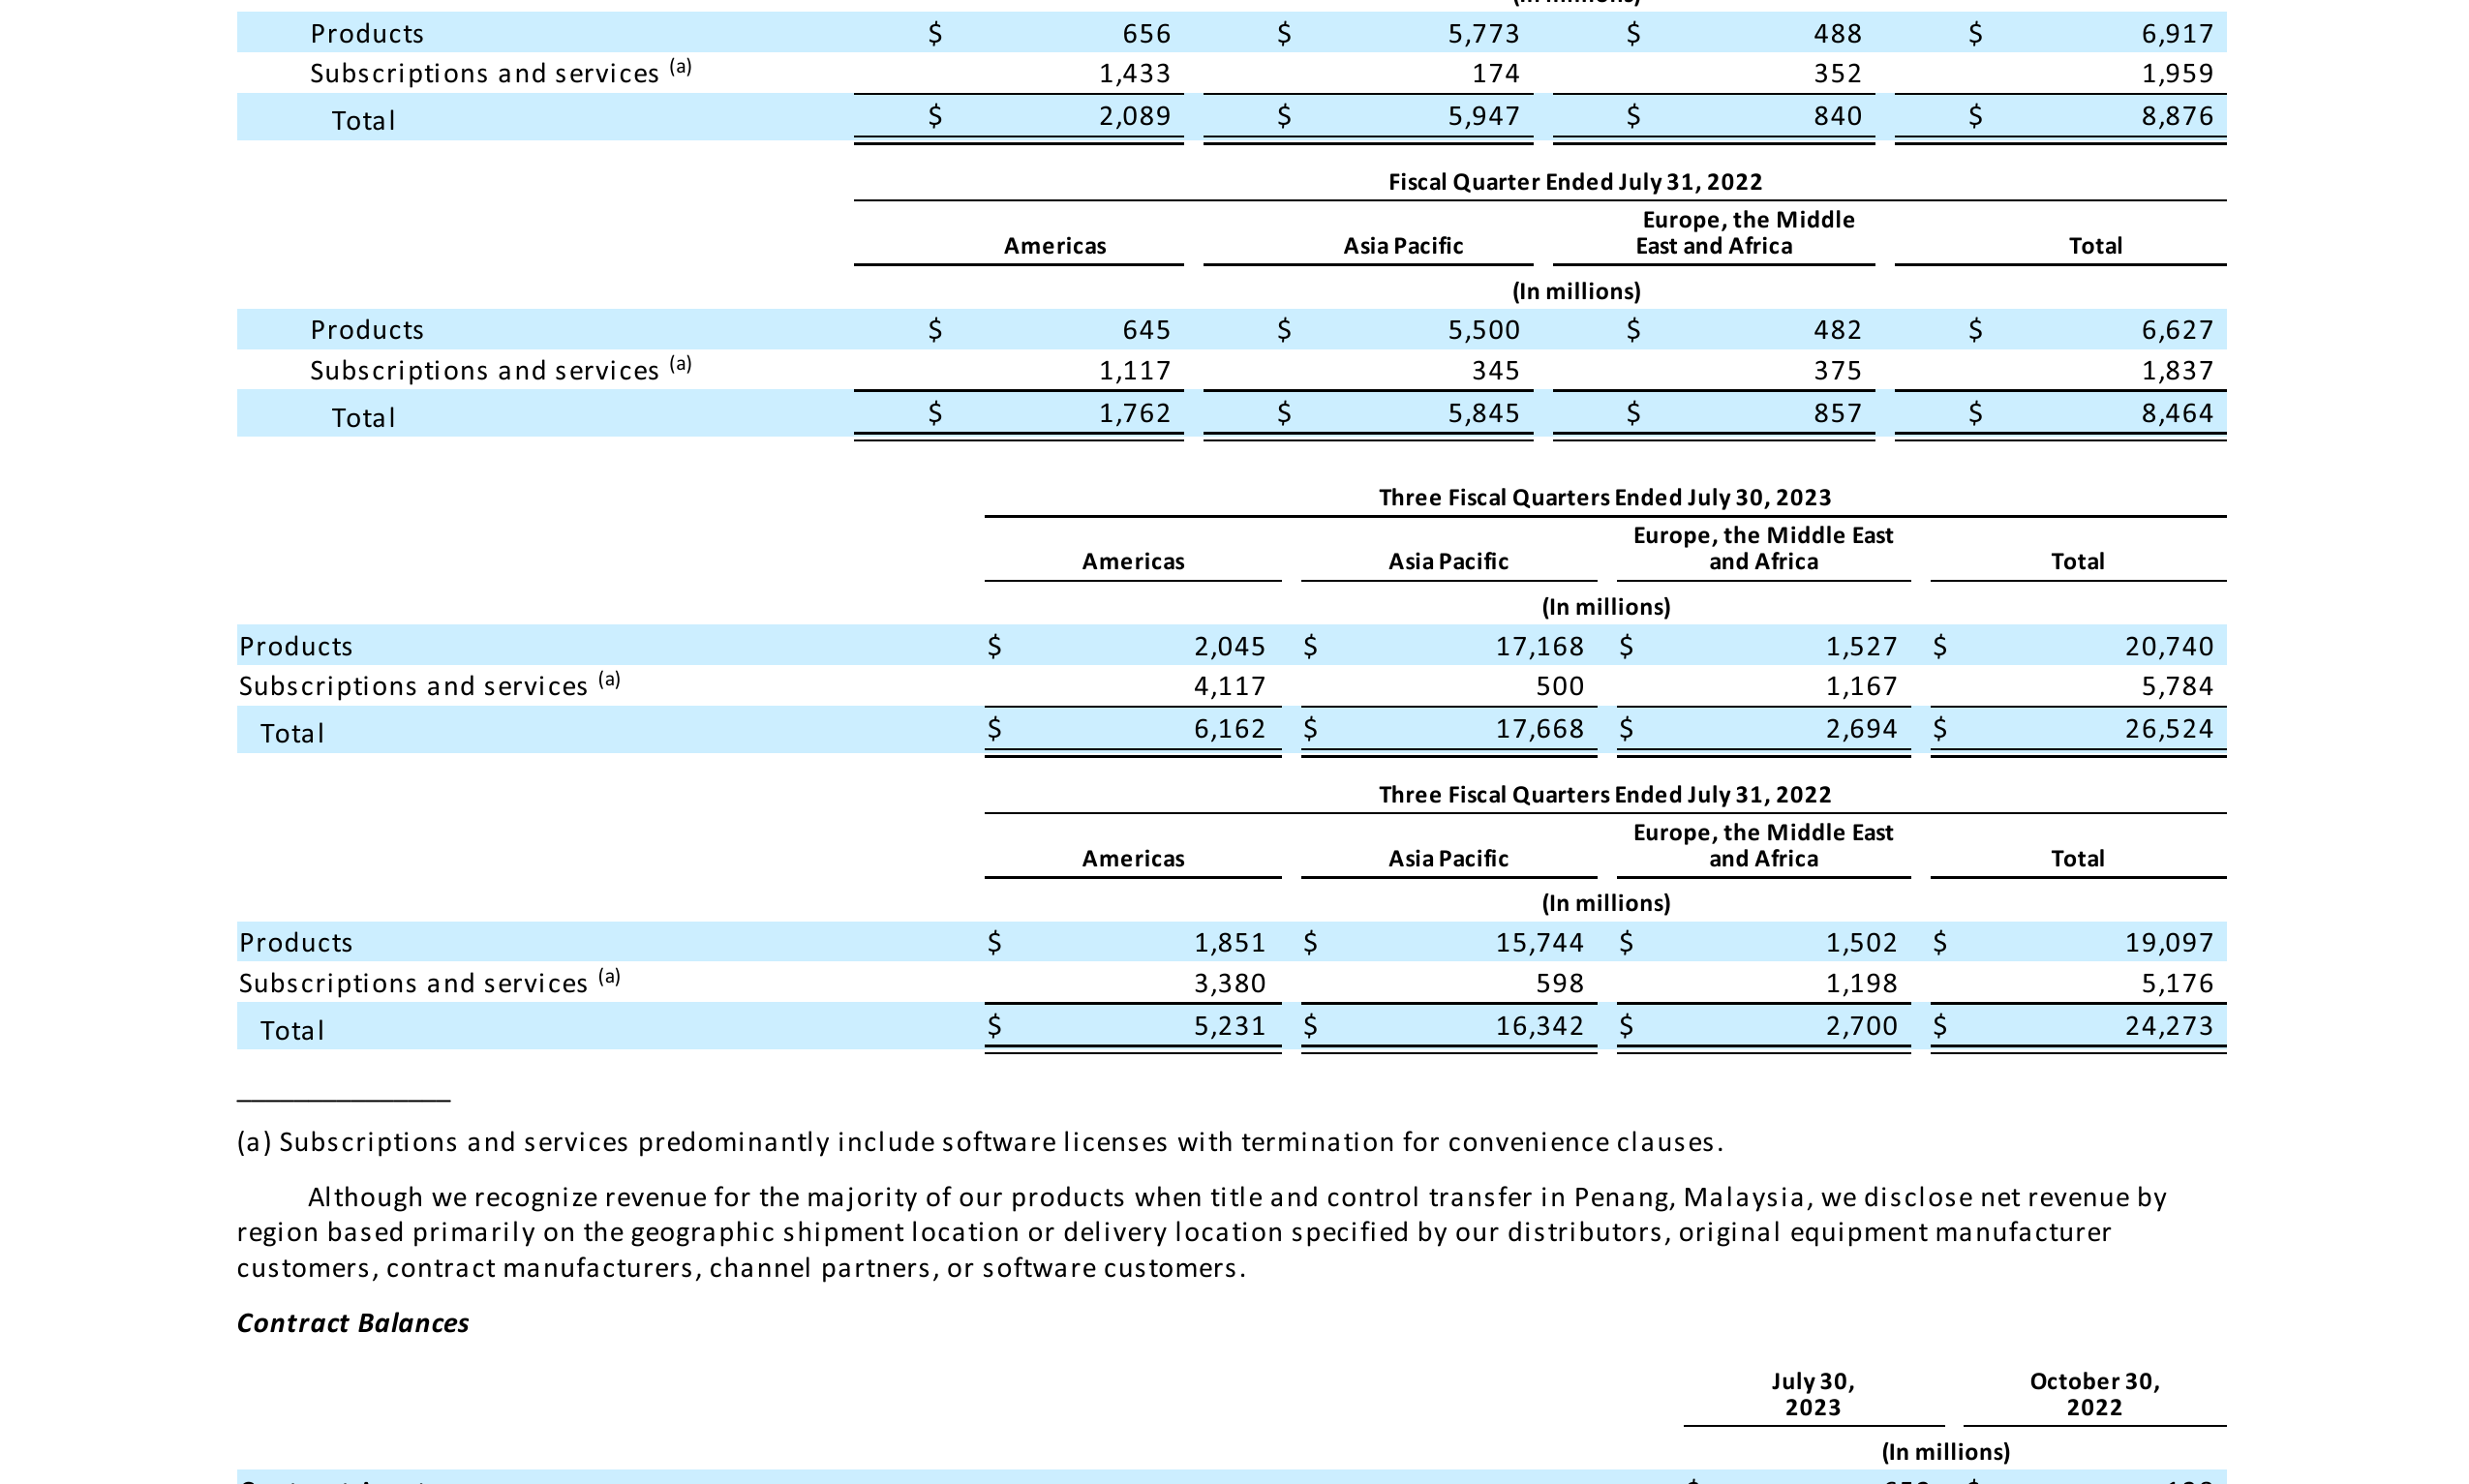 Products $ 656 $ 5,773 $ 488 $ 6,917
Subscriptions and services (a) 1,433 174 352 1,959
Total $ 2,089 $ 5,947 $ 840 $ 8,876
Fiscal Quarter Ended July 31, 2022
Americas Asia Pacific Europe, the Middle East and Africa Total
(In millions)
Products $ 645 $ 5,500 $ 482 $ 6,627
Subscriptions and services (a) 1,117 345 375 1,837
Total $ 1,762 $ 5,845 $ 857 $ 8,464
Three Fiscal Quarters Ended July 30, 2023
Americas Asia Pacific Europe, the Middle East and Africa Total
(In millions)
Products $ 2,045 $ 17,168 $ 1,527 $ 20,740
Subscriptions and services (a) 4,117 500 1,167 5,784
Total $ 6,162 $ 17,668 $ 2,694 $ 26,524
Three Fiscal Quarters Ended July 31, 2022
Americas Asia Pacific Europe, the Middle East and Africa Total
(In millions)
Products $ 1,851 $ 15,744 $ 1,502 $ 19,097
Subscriptions and services (a) 3,380 598 1,198 5,176
Total $ 5,231 $ 16,342 $ 2,700 $ 24,273
(a) Subscriptions and services predominantly include software licenses with termination for convenience clauses.
Although we recognize revenue for the majority of our products when title and control transfer in Penang, Malaysia, we disclose net revenue by
region based primarily on the geographic shipment location or delivery location specified by our distributors, original equipment manufacturer
customers, contract manufacturers, channel partners, or software customers.
Contract Balances
July 30, 2023 October 30, 2022
(In millions)